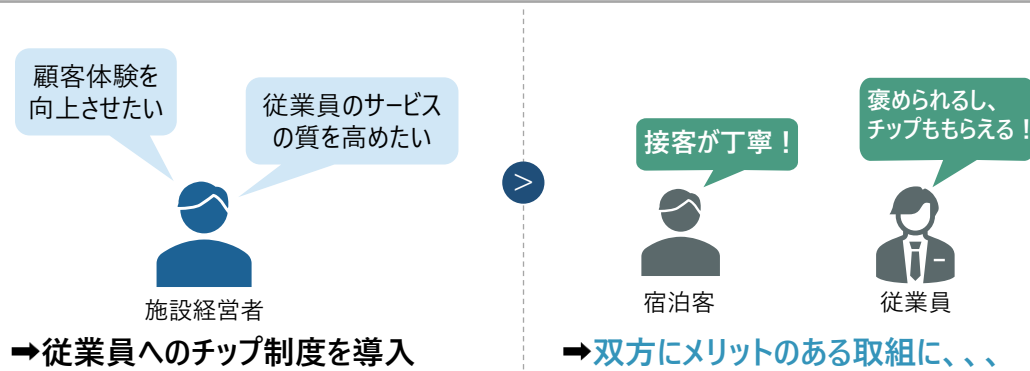 顧客体験を
向上させたい
従業員のサービス
の質を高めたい
施設経営者
➡従業員へのチップ制度を導入
>
接客が丁寧！
褒められるし、
チップももらえる！
宿泊客
従業員
➡双方にメリットのある取組に、、、